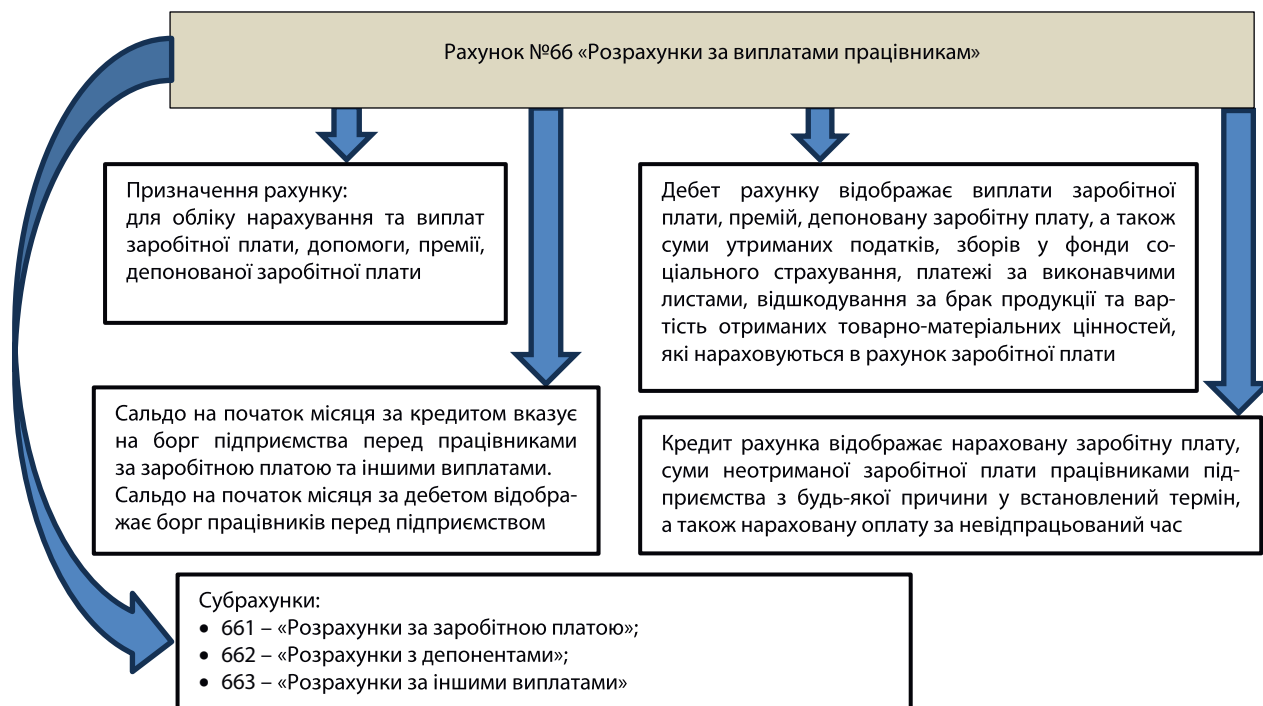 Рахунок №66 «Розрахунки за виплатами працівникам»
Призначення рахунку:
для обліку нарахування та виплат
заробітної плати, допомоги, премії,
депонованої заробітної плати
Дебет рахунку відображає виплати заробітної
плати, премій, депоновану заробітну плату, а також
суми утриманих податків, зборів у фонди со-
ціального страхування, платежі за виконавчими
листами, відшкодування за брак продукції та вар-
тість отриманих товарно-матеріальних цінностей,
які нараховуються в рахунок заробітної плати
Сальдо на початок місяця за кредитом вказує
на борг підприємства перед працівниками
за заробітною платою та іншими виплатами.
Сальдо на початок місяця за дебетом відобра-
жає борг працівників перед підприємством
Кредит рахунка відображає нараховану заробітну плату,
суми неотриманої заробітної плати працівниками під-
приємства з будь-якої причини у встановлений термін,
а також нараховану оплату за невідпрацьований час
Субрахунки:
• 661 – «Розрахунки за заробітною платою»;
• 662 – «Розрахунки з депонентами»;
• 663 – «Розрахунки за іншими виплатами»